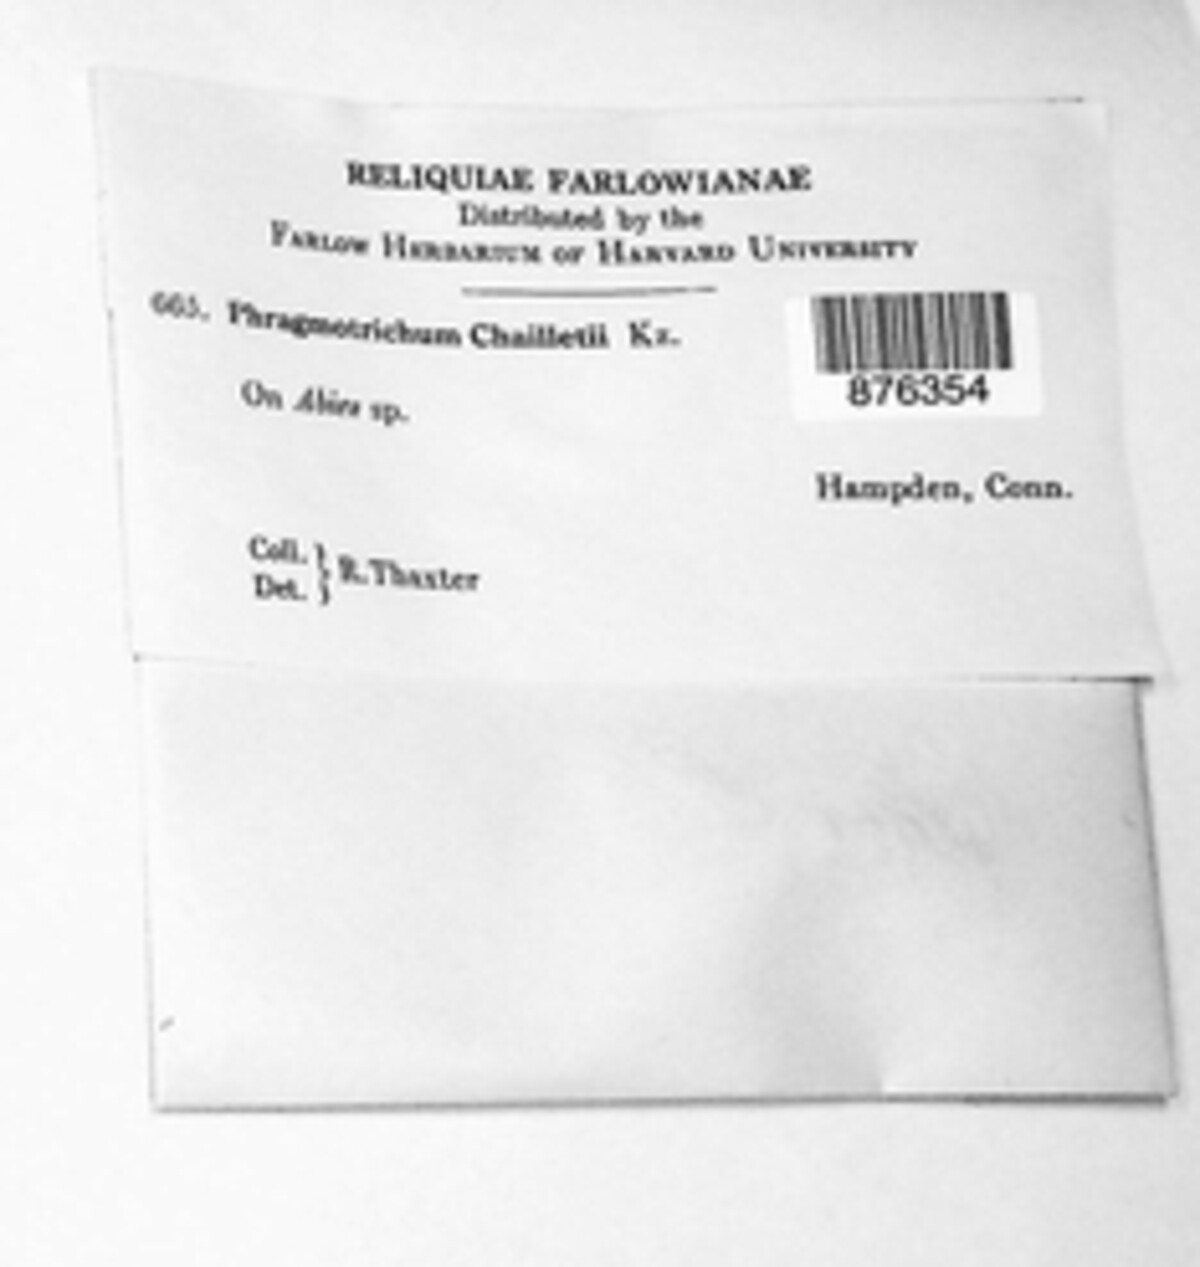 RELIQUIAE FARLOWIANAE
Distributed by the
FARLOW HERBARIUM OF HARVARD UNIVERSITY
665. Phragmotrichum Chailletii Kz.
876354
On Abies sp.
Hampden, Conn.
Coll. } R. Thaxter
Det.